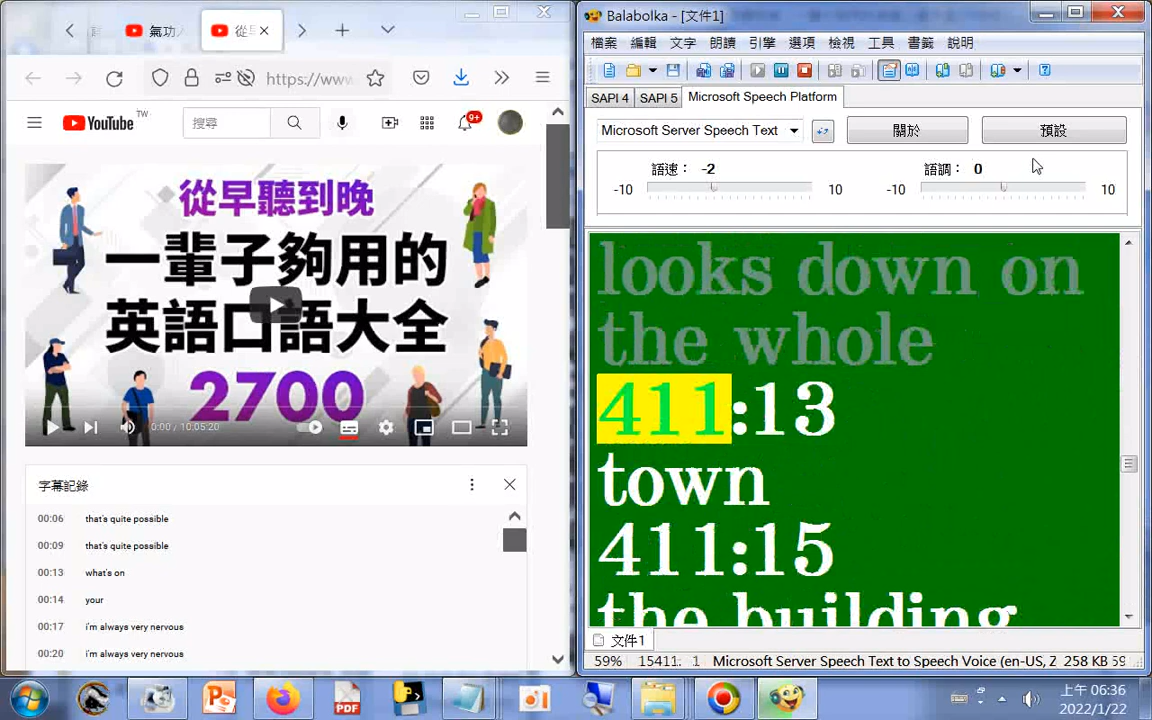 氣功
從
https://www
YouTube TW
搜尋
9+
從早聽到晚
一輩子夠用的
英語口語大全
2700
0:00 / 10:05:20
字幕記錄
00:06 that's quite possible
00:09 that's quite possible
00:13 what's on
00:14 your
00:17 i'm always very nervous
00:20 i'm always very nervous
Balabolka - [文件1]
檔案 編輯 文字 朗讀 引擎 選項 檢視 工具 書籤 說明
SAPI 4 SAPI 5 Microsoft Speech Platform
Microsoft Server Speech Text
關於
預設
語速： -2
語調： 0
-10 10 -10 10
looks down on
the whole
411:13
town
411:15
the building
文件1
59% 15411: 1 Microsoft Server Speech Text to Speech Voice (en-US, Z 258 KB 59
PDF
上午 06:36
2022/1/22